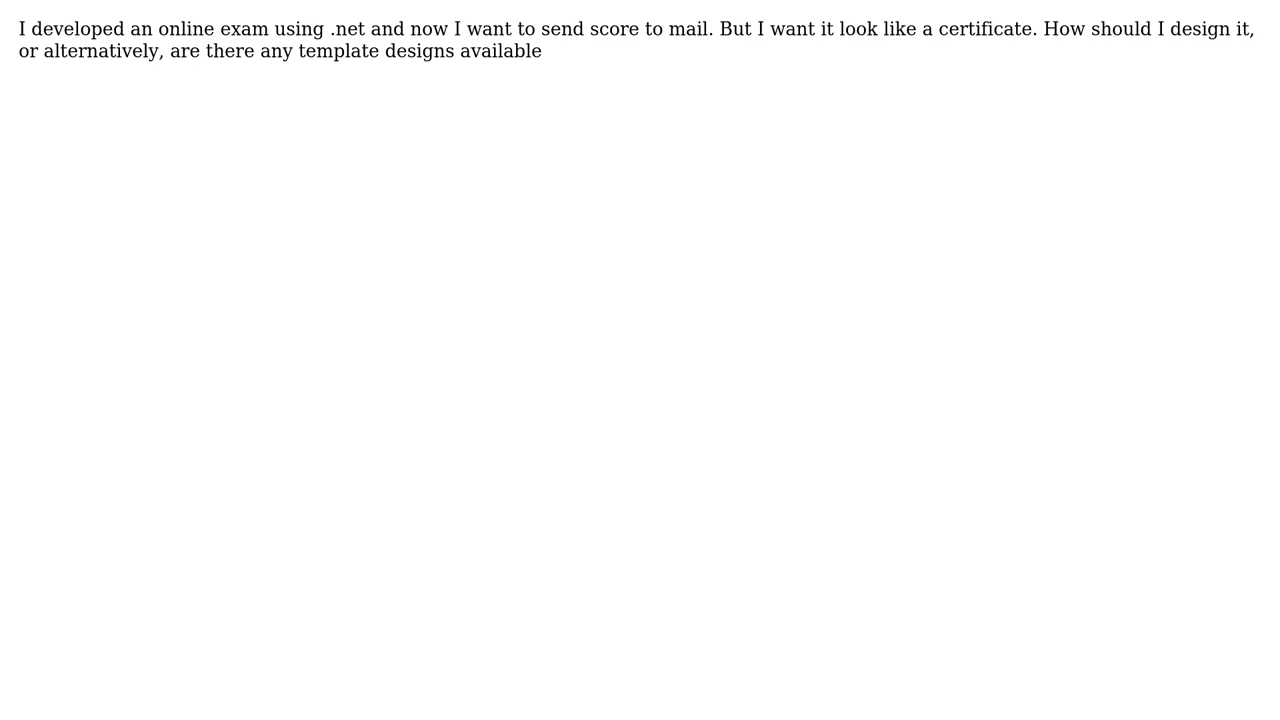 I developed an online exam using .net and now I want to send score to mail. But I want it look like a certificate. How should I design it,
or alternatively, are there any template designs available